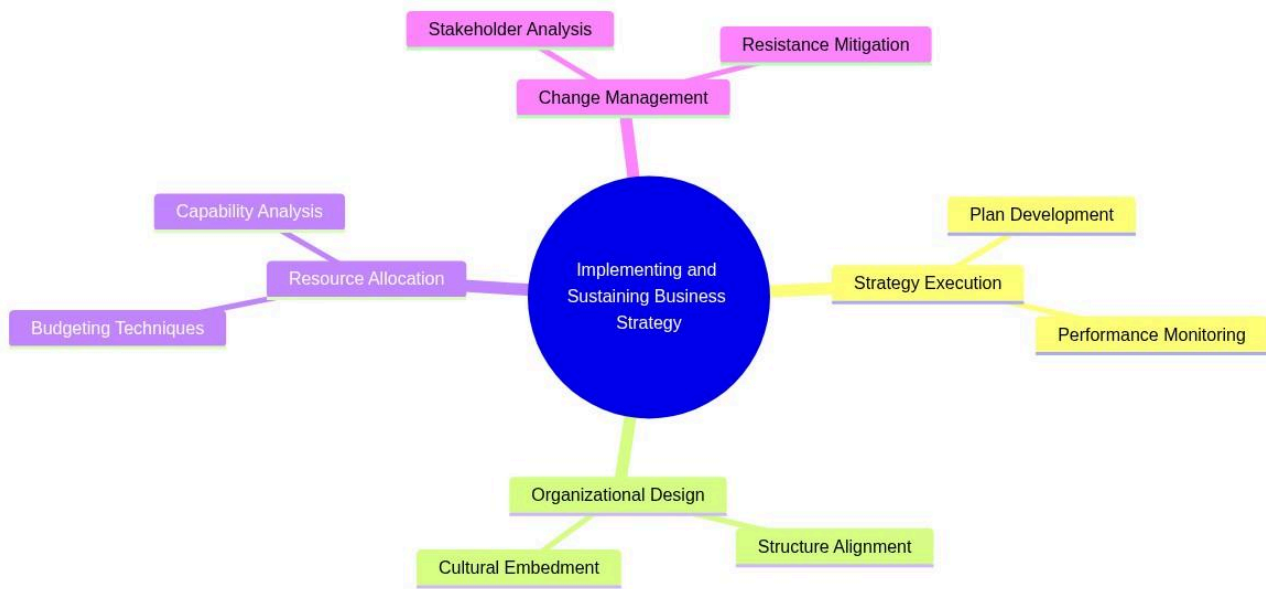 Stakeholder Analysis
Resistance Mitigation
Change Management
Capability Analysis
Plan Development
Resource Allocation
Implementing and
Sustaining Business
Strategy
Strategy Execution
Budgeting Techniques
Performance Monitoring
Organizational Design
Structure Alignment
Cultural Embedment